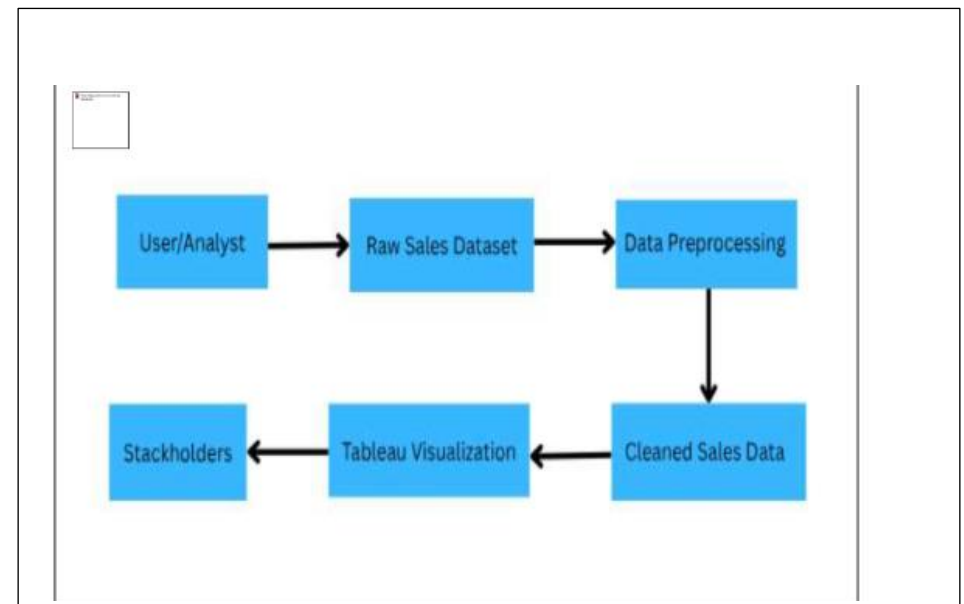 User/Analyst
Raw Sales Dataset
Data Preprocessing
Stackholders
Tableau Visualization
Cleaned Sales Data